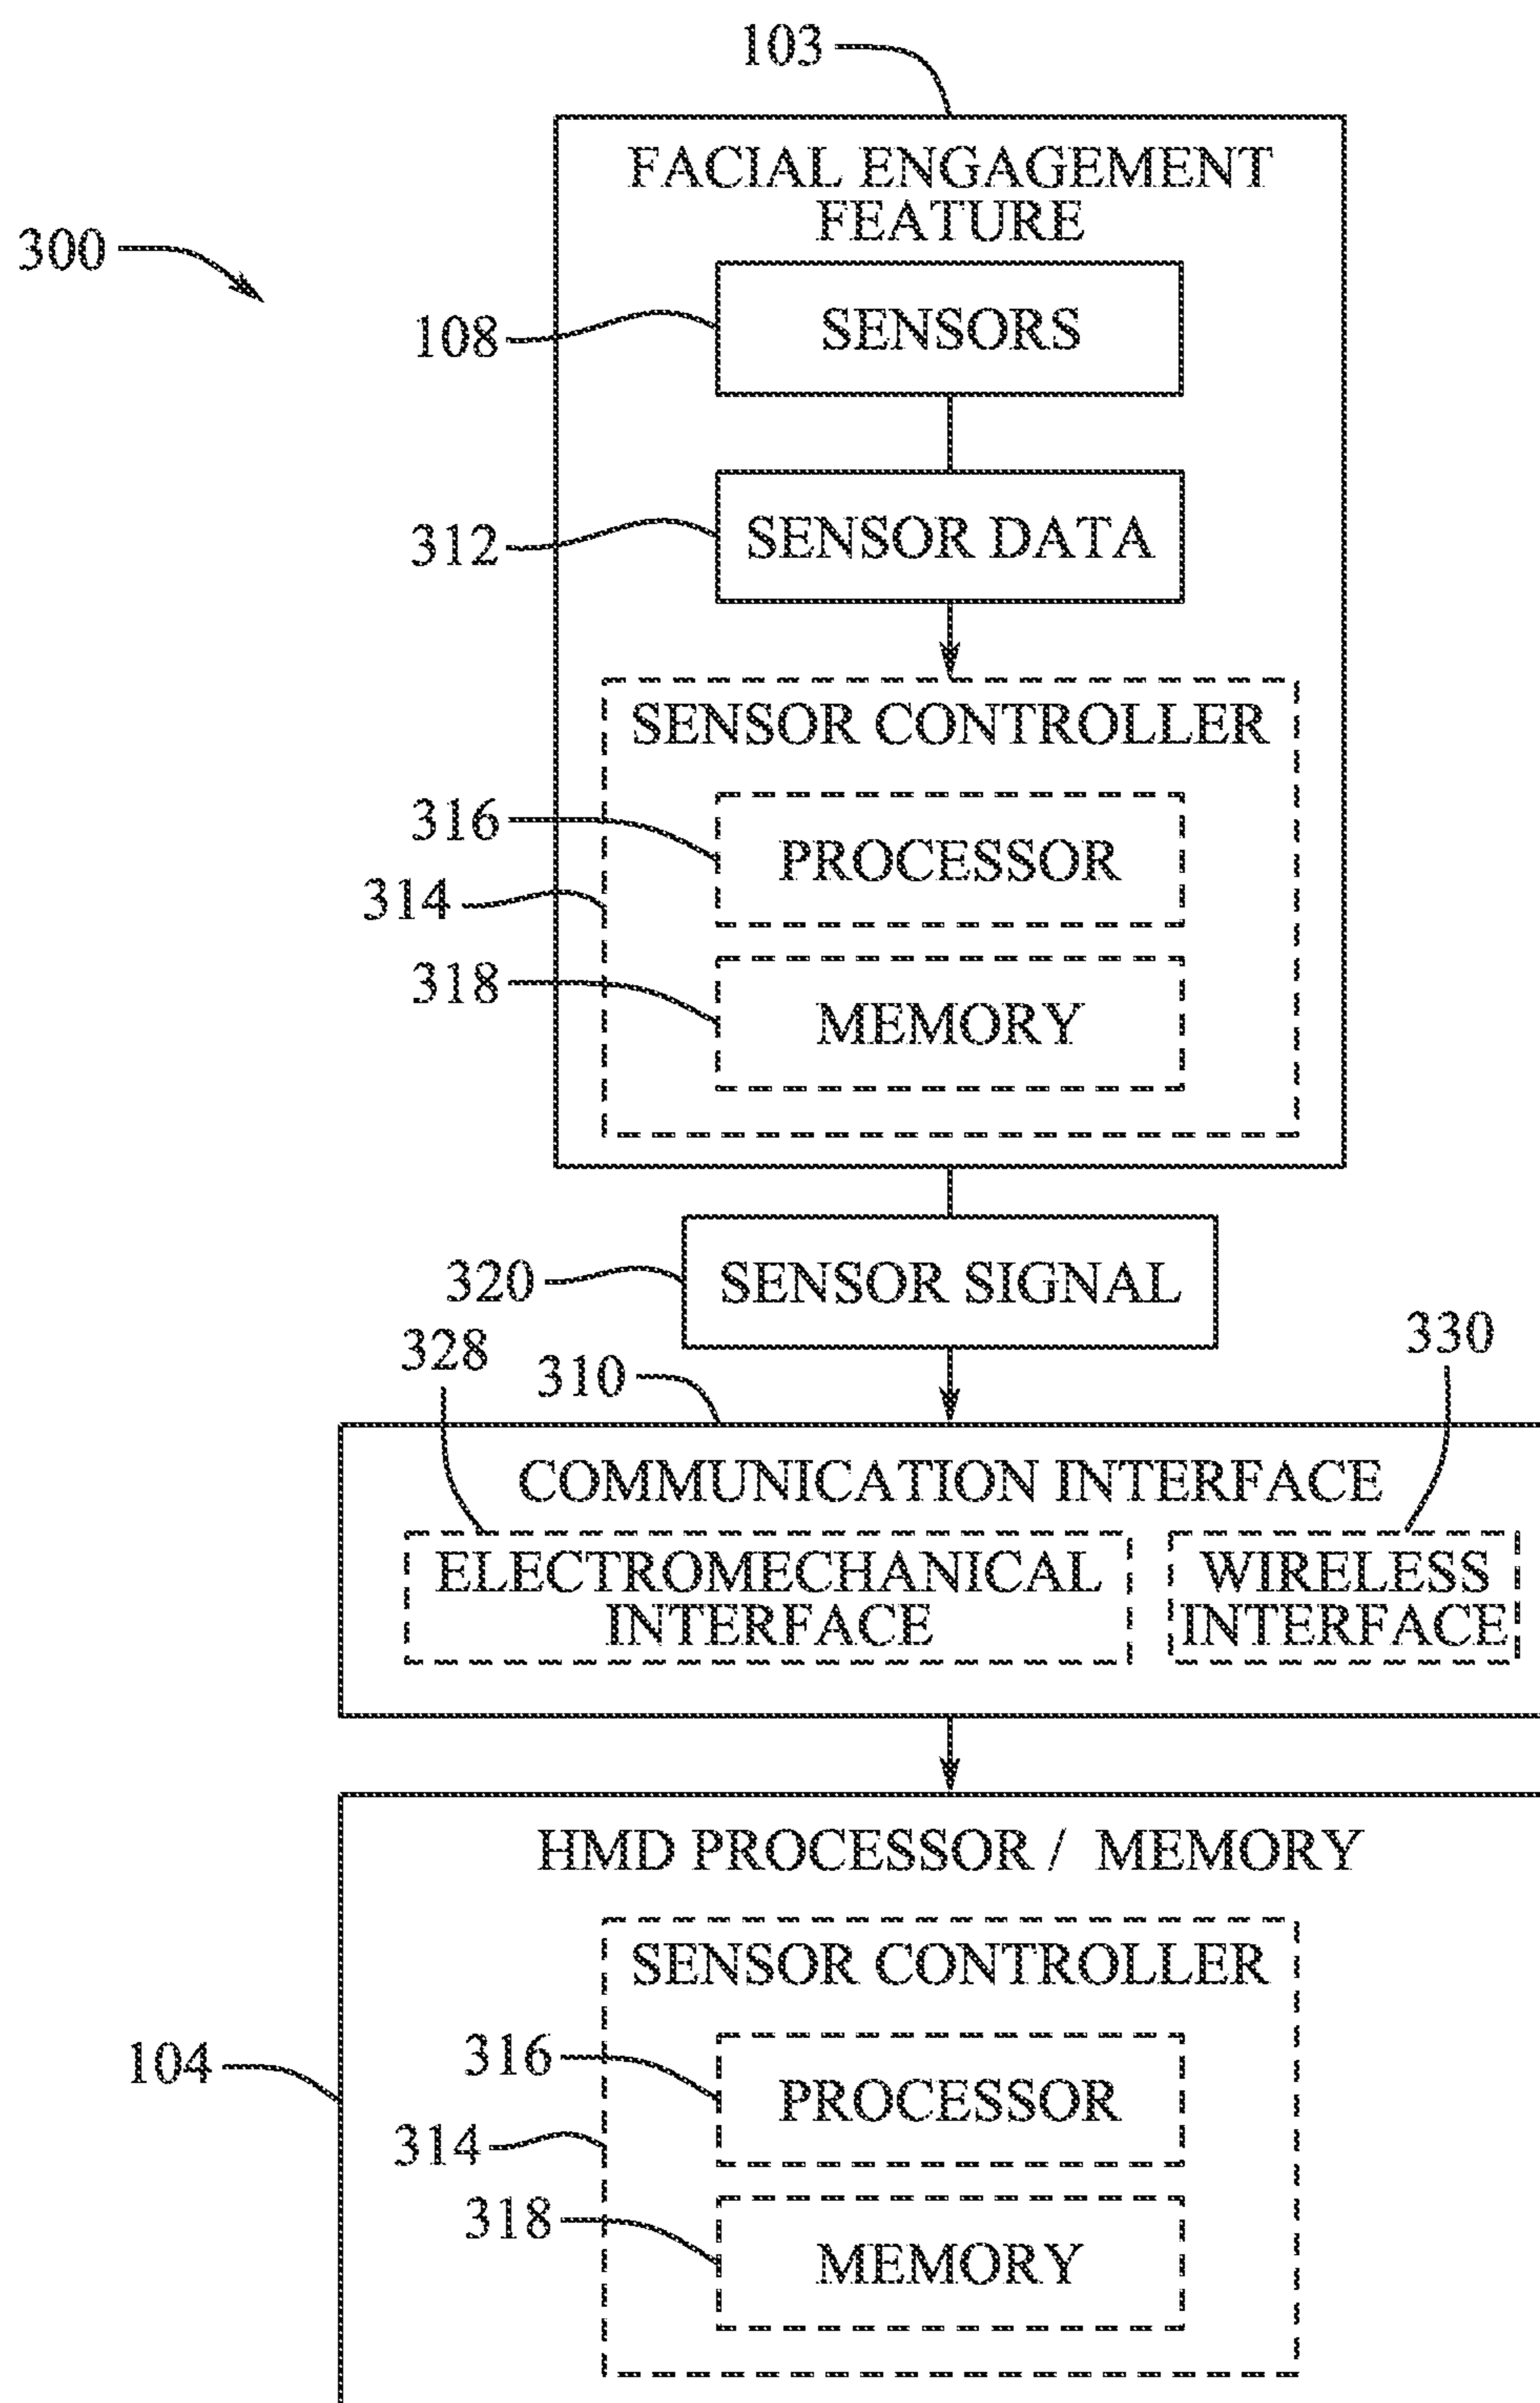 103
FACIAL ENGAGEMENT
FEATURE
300
108
SENSORS
312
SENSOR DATA
SENSOR CONTROLLER
316
PROCESSOR
314
318
MEMORY
320
SENSOR SIGNAL
328
310
330
COMMUNICATION INTERFACE
ELECTROMECHANICAL
INTERFACE
WIRELESS
INTERFACE
HMD PROCESSOR / MEMORY
SENSOR CONTROLLER
104
316
PROCESSOR
314
318
MEMORY